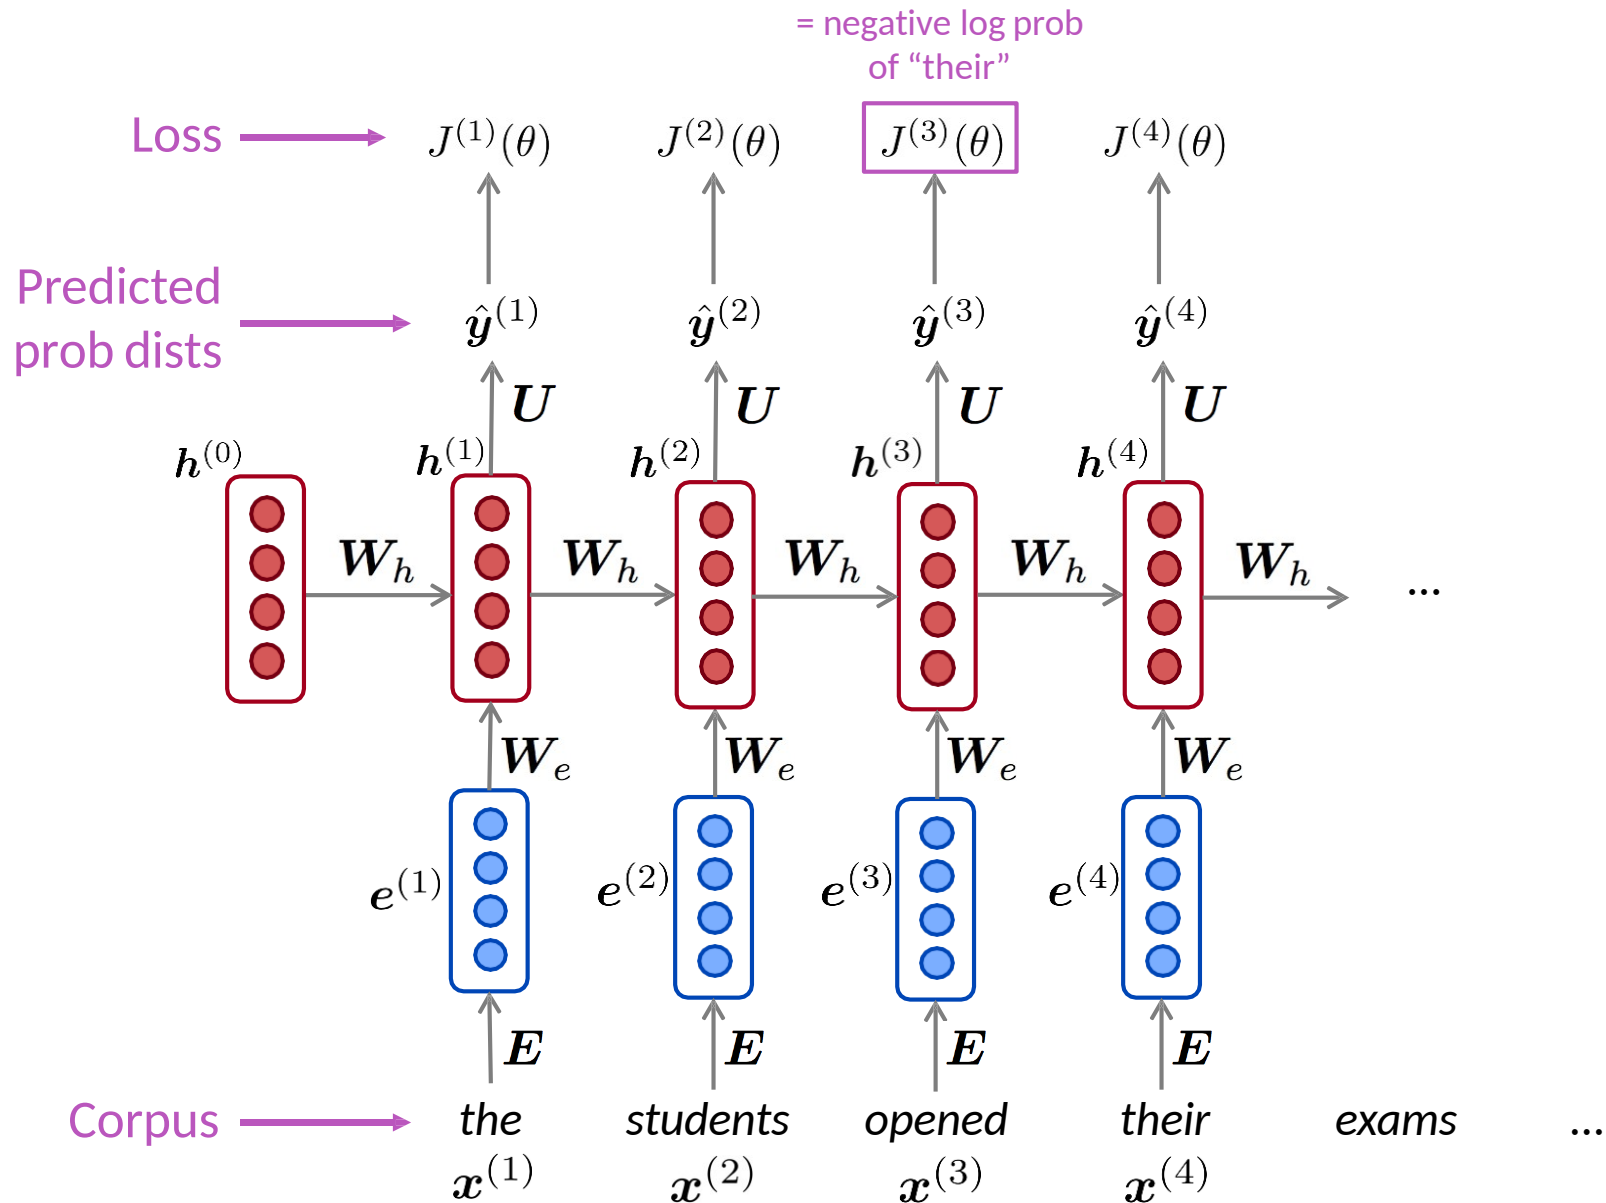 = negative log prob
of “their”
Loss J⁽¹⁾(θ) J⁽²⁾(θ) J⁽³⁾(θ) J⁽⁴⁾(θ)
Predicted
prob dists
ŷ⁽¹⁾ ŷ⁽²⁾ ŷ⁽³⁾ ŷ⁽⁴⁾
U U U U
h⁽⁰⁾ h⁽¹⁾ h⁽²⁾ h⁽³⁾ h⁽⁴⁾
W_h W_h W_h W_h W_h ...
W_e W_e W_e W_e
e⁽¹⁾ e⁽²⁾ e⁽³⁾ e⁽⁴⁾
E E E E
Corpus the students opened their exams ...
x⁽¹⁾ x⁽²⁾ x⁽³⁾ x⁽⁴⁾